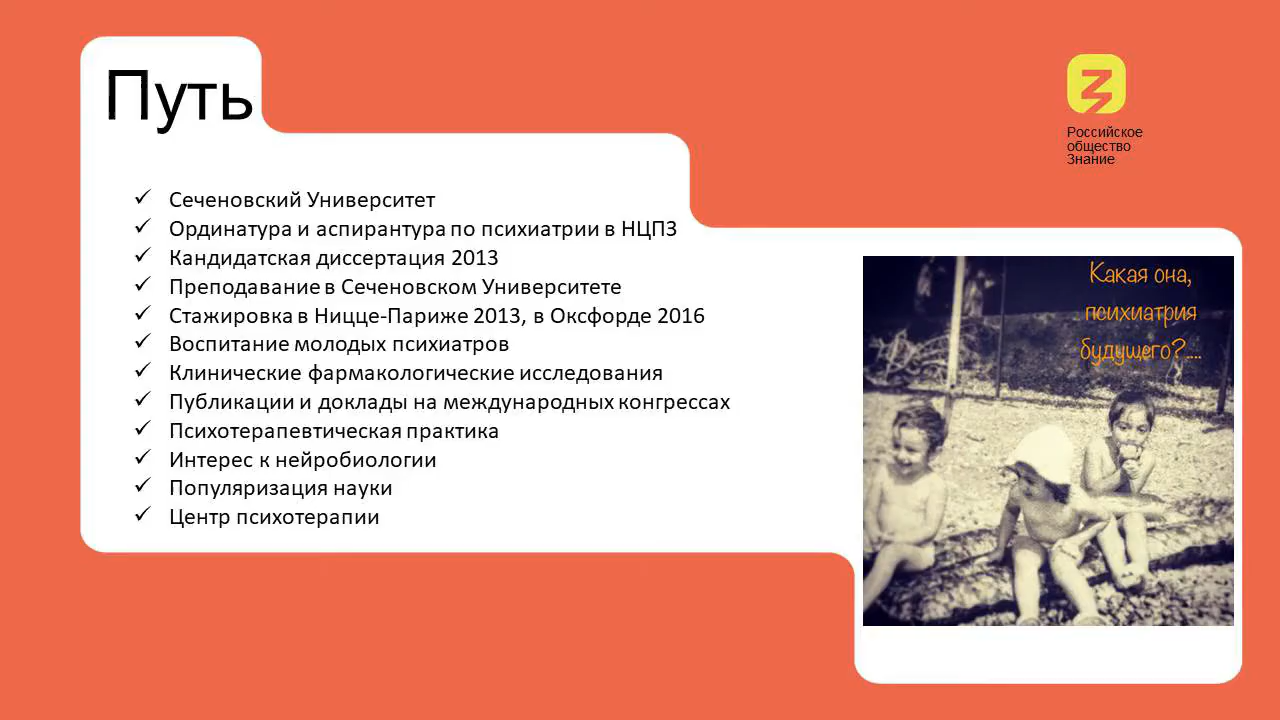 Путь
Российское
общество
Знание
Сеченовский Университет
Ординатура и аспирантура по психиатрии в НЦПЗ
Кандидатская диссертация 2013
Преподавание в Сеченовском Университете
Стажировка в Ницце-Париже 2013, в Оксфорде 2016
Воспитание молодых психиатров
Клинические фармакологические исследования
Публикации и доклады на международных конгрессах
Психотерапевтическая практика
Интерес к нейробиологии
Популяризация науки
Центр психотерапии
Какая она,
психиатрия
будущего?....